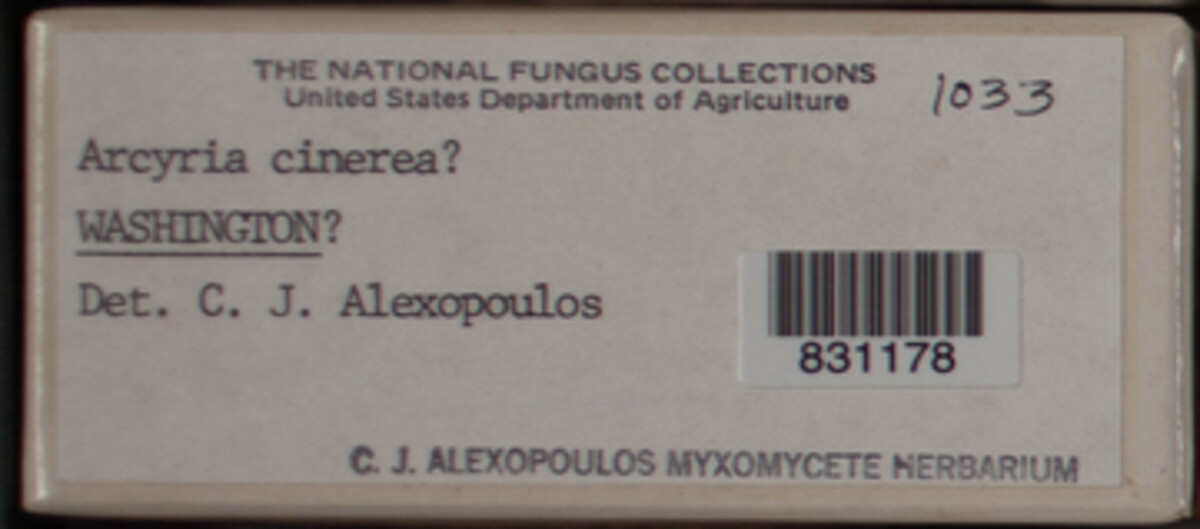 THE NATIONAL FUNGUS COLLECTIONS
United States Department of Agriculture
1033
Arcyria cinerea?
WASHINGTON?
Det. C. J. Alexopoulos
831178
C. J. ALEXOPOULOS MYXOMYCETE HERBARIUM